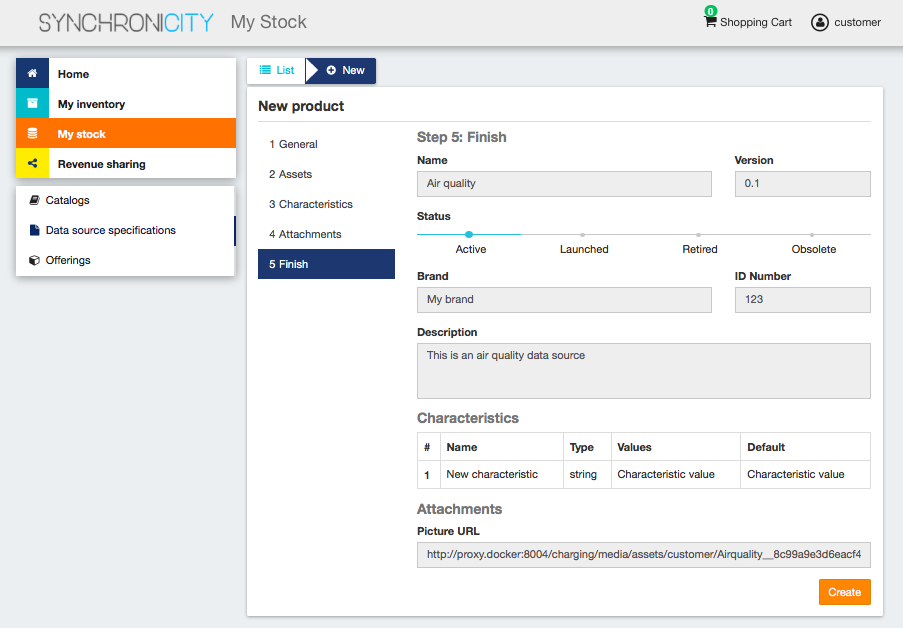 SYNCHRONICITY My Stock
0
Shopping Cart customer
Home
My inventory
My stock
Revenue sharing
Catalogs
Data source specifications
Offerings
List New
New product
1 General
2 Assets
3 Characteristics
4 Attachments
5 Finish
Step 5: Finish
Name Version
Air quality 0.1
Status
Active Launched Retired Obsolete
Brand ID Number
My brand 123
Description
This is an air quality data source
Characteristics
# Name Type Values Default
1 New characteristic string Characteristic value Characteristic value
Attachments
Picture URL
http://proxy.docker:8004/charging/media/assets/customer/Airquality__8c99a9e3d6eacf4
Create